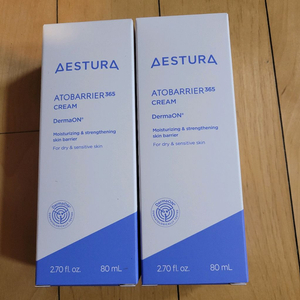 AESTURA
ATOBARRIER365
CREAM
DermaON®
Moisturizing & strengthening
skin barrier
For dry & sensitive skin
2.70 fl. oz. 80 mL
AESTURA
ATOBARRIER365
CREAM
DermaON®
Moisturizing & strengthening
skin barrier
For dry & sensitive skin
2.70 fl. oz. 80 mL